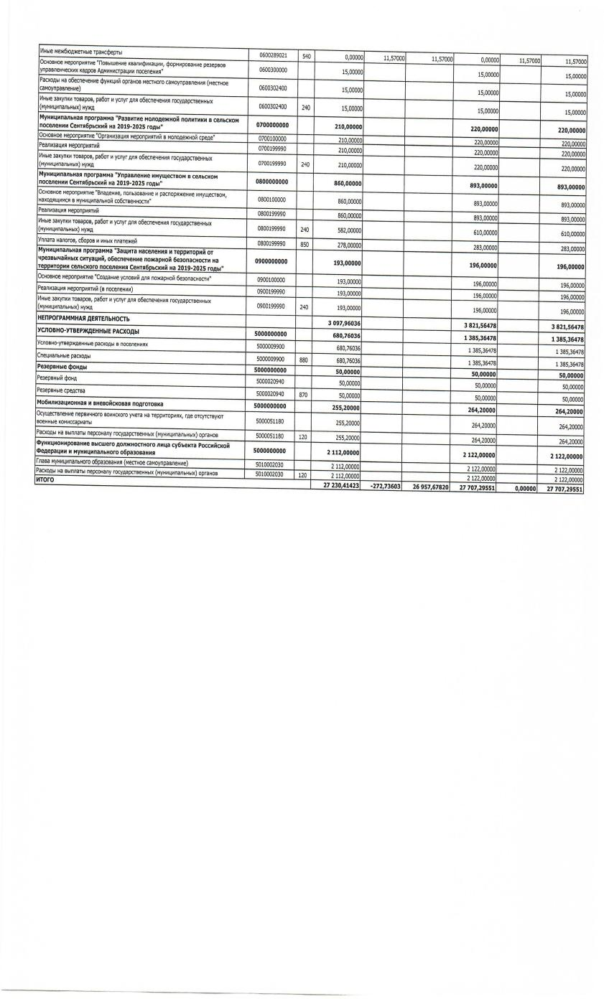 Иные межбюджетные трансферты 0600289021 540 0,00000 11,57000 11,57000 0,00000 11,57000 11,57000
Основное мероприятие "Повышение квалификации, формирование резервов
управленческих кадров Администрации поселения" 0600300000 15,00000 15,00000 15,00000
Расходы на обеспечение функций органов местного самоуправления (местное
самоуправление) 0600302400 15,00000 15,00000 15,00000
Иные закупки товаров, работ и услуг для обеспечения государственных
(муниципальных) нужд 0600302400 240 15,00000 15,00000 15,00000
Муниципальная программа "Развитие молодежной политики в сельском
поселении Сентябрьский на 2019-2025 годы" 0700000000 210,00000 220,00000 220,00000
Основное мероприятие "Организация мероприятий в молодежной среде" 0700100000 210,00000 220,00000 220,00000
Реализация мероприятий 0700199990 210,00000 220,00000 220,00000
Иные закупки товаров, работ и услуг для обеспечения государственных
(муниципальных) нужд 0700199990 240 210,00000 220,00000 220,00000
Муниципальная программа "Управление имуществом в сельском
поселении Сентябрьский на 2019-2025 годы" 0800000000 860,00000 893,00000 893,00000
Основное мероприятие "Владение, пользование и распоряжение имуществом,
находящимся в муниципальной собственности" 0800100000 860,00000 893,00000 893,00000
Реализация мероприятий 0800199990 860,00000 893,00000 893,00000
Иные закупки товаров, работ и услуг для обеспечения государственных
(муниципальных) нужд 0800199990 240 582,00000 610,00000 610,00000
Уплата налогов, сборов и иных платежей 0800199990 850 278,00000 283,00000 283,00000
Муниципальная программа "Защита населения и территорий от
чрезвычайных ситуаций, обеспечение пожарной безопасности на
территории сельского поселения Сентябрьский на 2019-2025 годы" 0900000000 193,00000 196,00000 196,00000
Основное мероприятие "Создание условий для пожарной безопасности" 0900100000 193,00000 196,00000 196,00000
Реализация мероприятий (в поселении) 0900199990 193,00000 196,00000 196,00000
Иные закупки товаров, работ и услуг для обеспечения государственных
(муниципальных) нужд 0900199990 240 193,00000 196,00000 196,00000
НЕПРОГРАММНАЯ ДЕЯТЕЛЬНОСТЬ 3 097,96036 3 821,56478 3 821,56478
УСЛОВНО-УТВЕРЖДЕННЫЕ РАСХОДЫ 5000000000 680,76036 1 385,36478 1 385,36478
Условно-утвержденные расходы в поселениях 5000009900 680,76036 1 385,36478 1 385,36478
Специальные расходы 5000009900 880 680,76036 1 385,36478 1 385,36478
Резервные фонды 5000000000 50,00000 50,00000 50,00000
Резервный фонд 5000020940 50,00000 50,00000 50,00000
Резервные средства 5000020940 870 50,00000 50,00000 50,00000
Мобилизационная и вневойсковая подготовка 5000000000 255,20000 264,20000 264,20000
Осуществление первичного воинского учета на территориях, где отсутствуют
военные комиссариаты 5000051180 255,20000 264,20000 264,20000
Расходы на выплаты персоналу государственных (муниципальных) органов 5000051180 120 255,20000 264,20000 264,20000
Функционирование высшего должностного лица субъекта Российской
Федерации и муниципального образования 5000000000 2 112,00000 2 122,00000 2 122,00000
Глава муниципального образования (местное самоуправление) 5010002030 2 112,00000 2 122,00000 2 122,00000
Расходы на выплаты персоналу государственных (муниципальных) органов 5010002030 120 2 112,00000 2 122,00000 2 122,00000
ИТОГО 27 230,41423 -272,73603 26 957,67820 27 707,29551 0,00000 27 707,29551